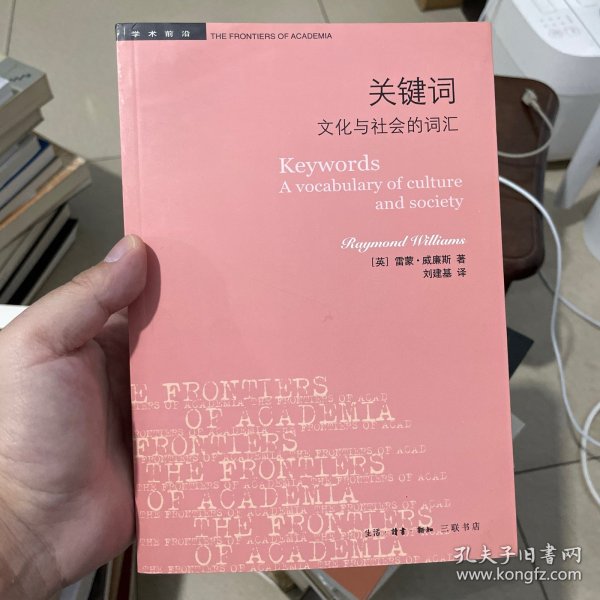 学术前沿 THE FRONTIERS OF ACADEMIA
关键词
文化与社会的词汇
Keywords
A vocabulary of culture
and society
Raymond Williams
［英］雷蒙·威廉斯 著
刘建基 译
THE FRONTIERS
OF ACADEMIA
FRONTIERS
THE FRONTIERS
OF ACADEMIA
THE FRONTIERS
OF ACADEMIA
生活·讀書·新知 三联书店
孔夫子旧书网
www.kongfz.com